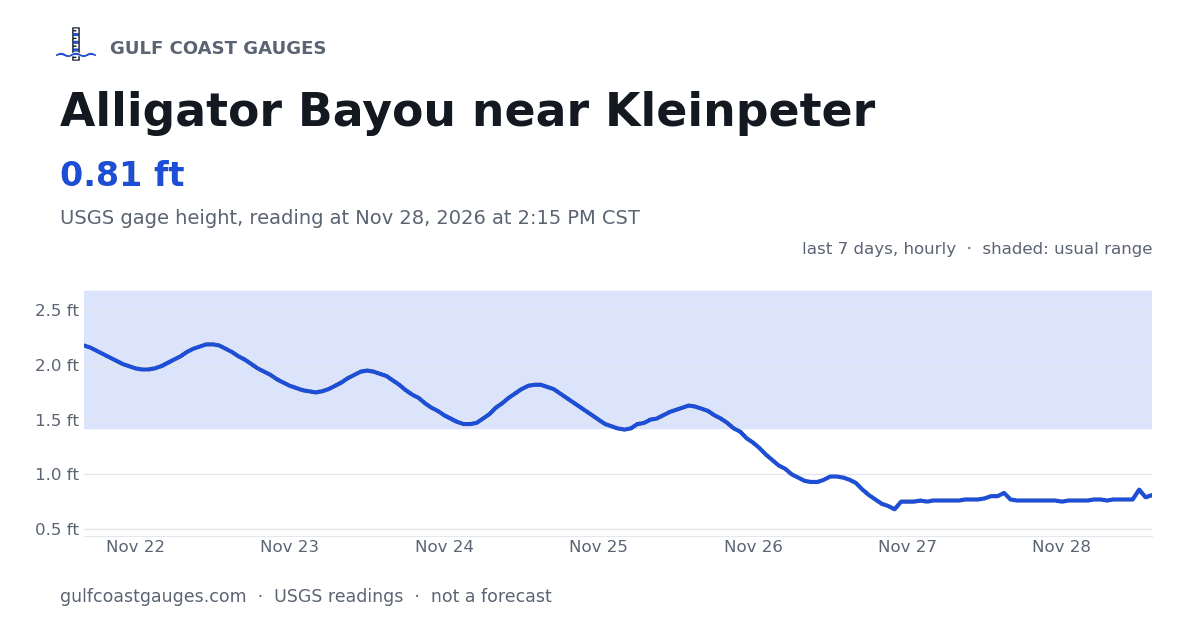 GULF COAST GAUGES
Alligator Bayou near Kleinpeter
0.81 ft
USGS gage height, reading at Nov 28, 2026 at 2:15 PM CST
last 7 days, hourly · shaded: usual range
2.5 ft
2.0 ft
1.5 ft
1.0 ft
0.5 ft
Nov 22 Nov 23 Nov 24 Nov 25 Nov 26 Nov 27 Nov 28
gulfcoastgauges.com · USGS readings · not a forecast